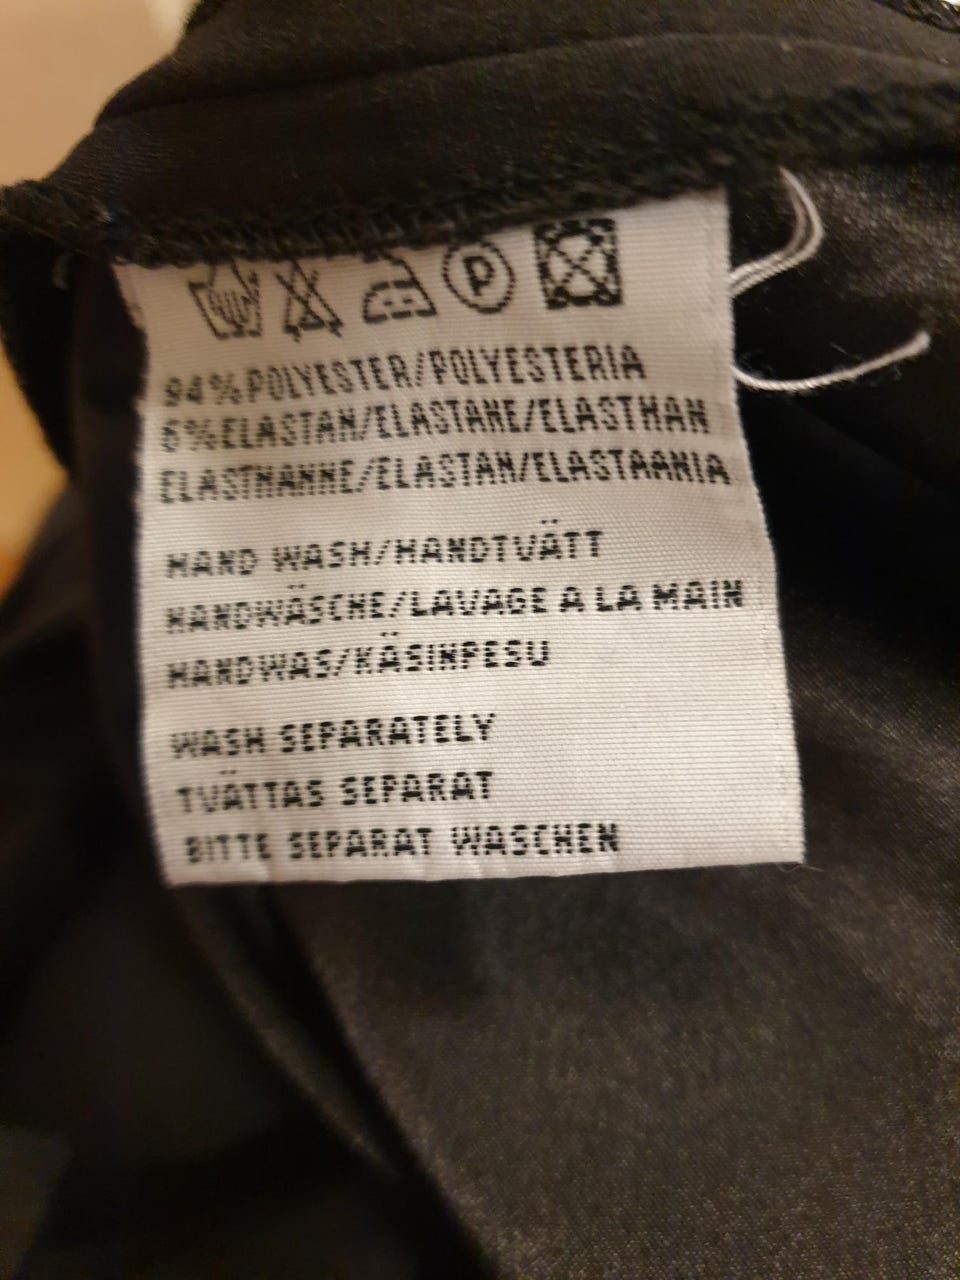 P
94% POLYESTER/POLYESTERIA
6% ELASTAN/ELASTANE/ELASTHAN
ELASTHANNE/ELASTAN/ELASTAANIA
HAND WASH/HANDTVÄTT
HANDWÄSCHE/LAVAGE A LA MAIN
HANDWAS/KÄSINPESU
WASH SEPARATELY
TVÄTTAS SEPARAT
BITTE SEPARAT WASCHEN